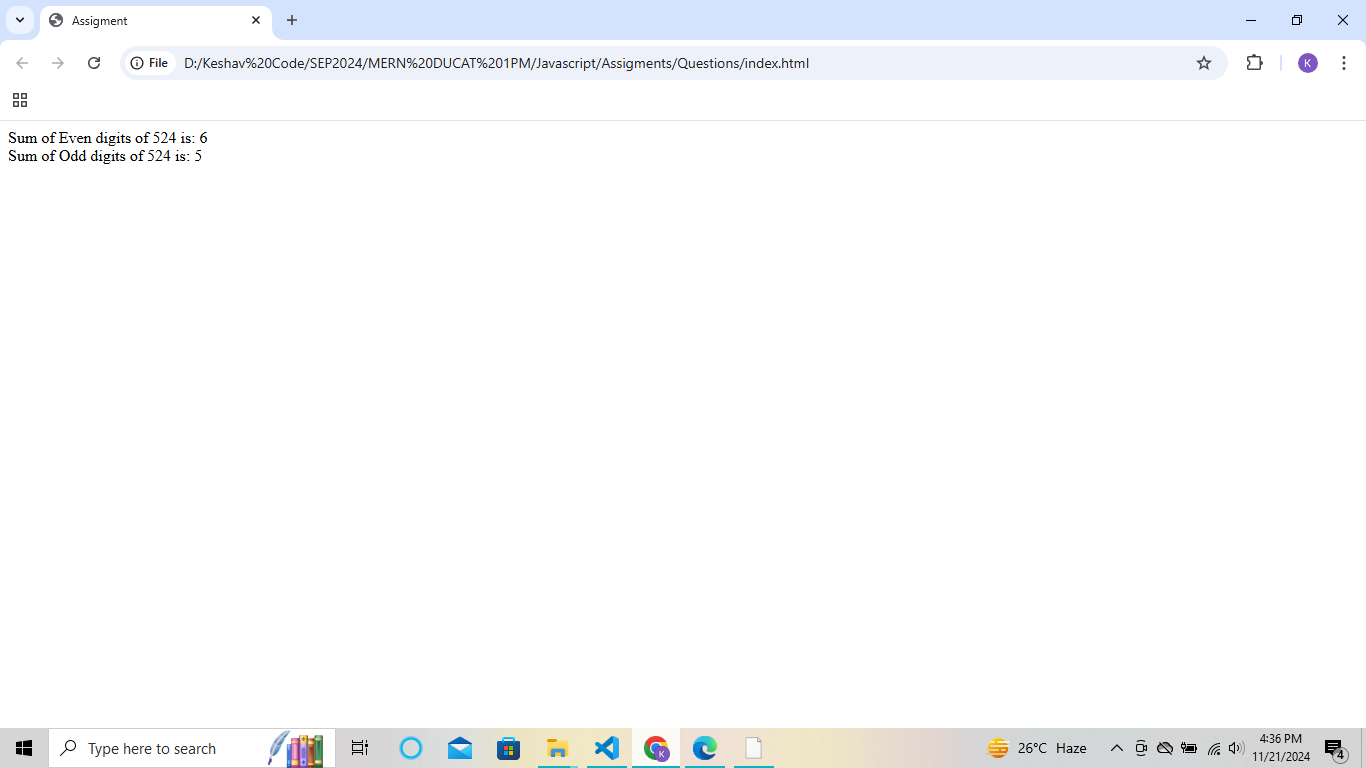 Assigment
File
D:/Keshav%20Code/SEP2024/MERN%20DUCAT%201PM/Javascript/Assigments/Questions/index.html
K
Sum of Even digits of 524 is: 6
Sum of Odd digits of 524 is: 5
Type here to search
K
26°C Haze
4:36 PM
11/21/2024
4